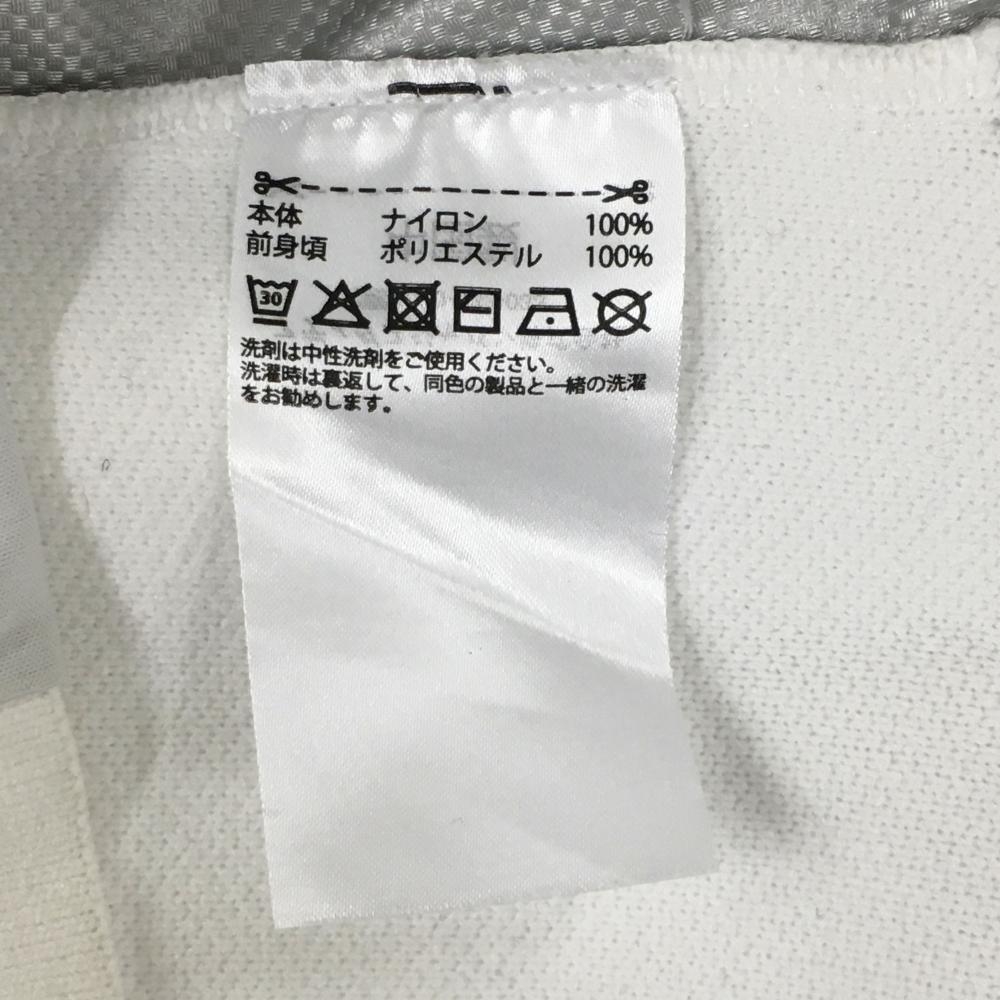 本体 ナイロン 100%
前身頃 ポリエステル 100%
30
洗剤は中性洗剤をご使用ください。
洗濯時は裏返して、同色の製品と一緒の洗濯
をお勧めします。